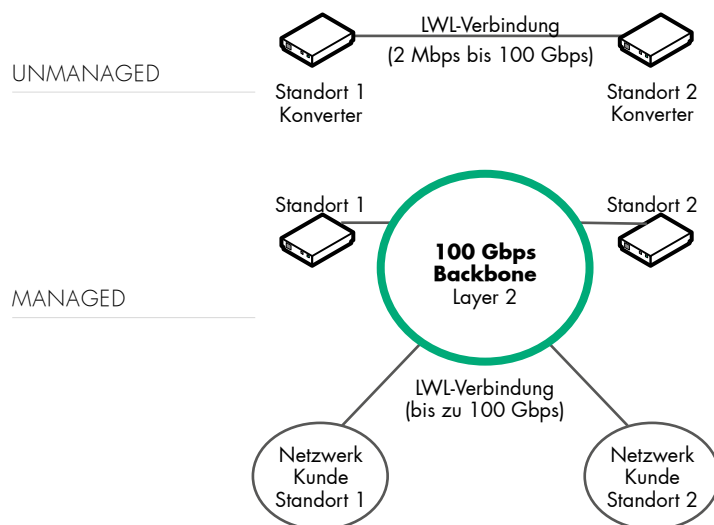 LWL-Verbindung
(2 Mbps bis 100 Gbps)
UNMANAGED
Standort 1
Konverter
Standort 2
Konverter
Standort 1
Standort 2
100 Gbps
Backbone
Layer 2
MANAGED
LWL-Verbindung
(bis zu 100 Gbps)
Netzwerk
Kunde
Standort 1
Netzwerk
Kunde
Standort 2